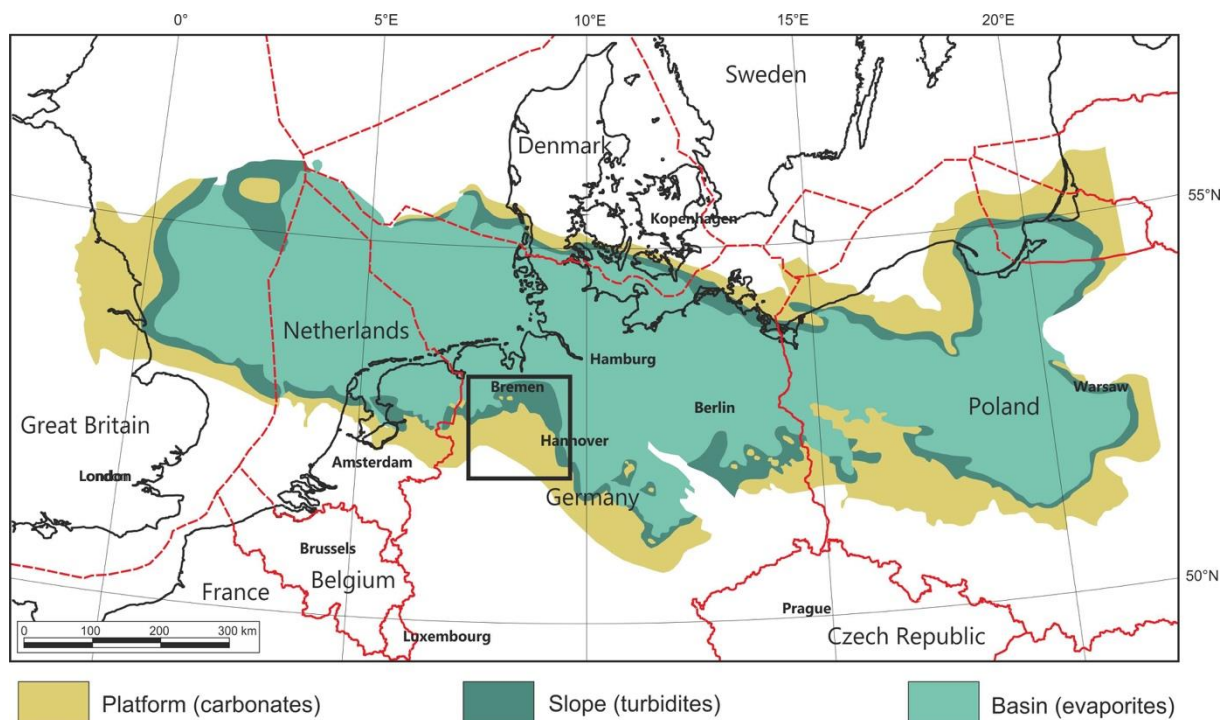 0° 5°E 10°E 15°E 20°E
Sweden
Denmark
Kopenhagen
55°N
Netherlands
Hamburg
Bremen
Warsaw
Berlin
Poland
Great Britain
Hannover
Amsterdam
London
Germany
Brussels
Belgium
50°N
France
Prague
Luxembourg
Czech Republic
0 100 200 300 km
Platform (carbonates) Slope (turbidites) Basin (evaporites)